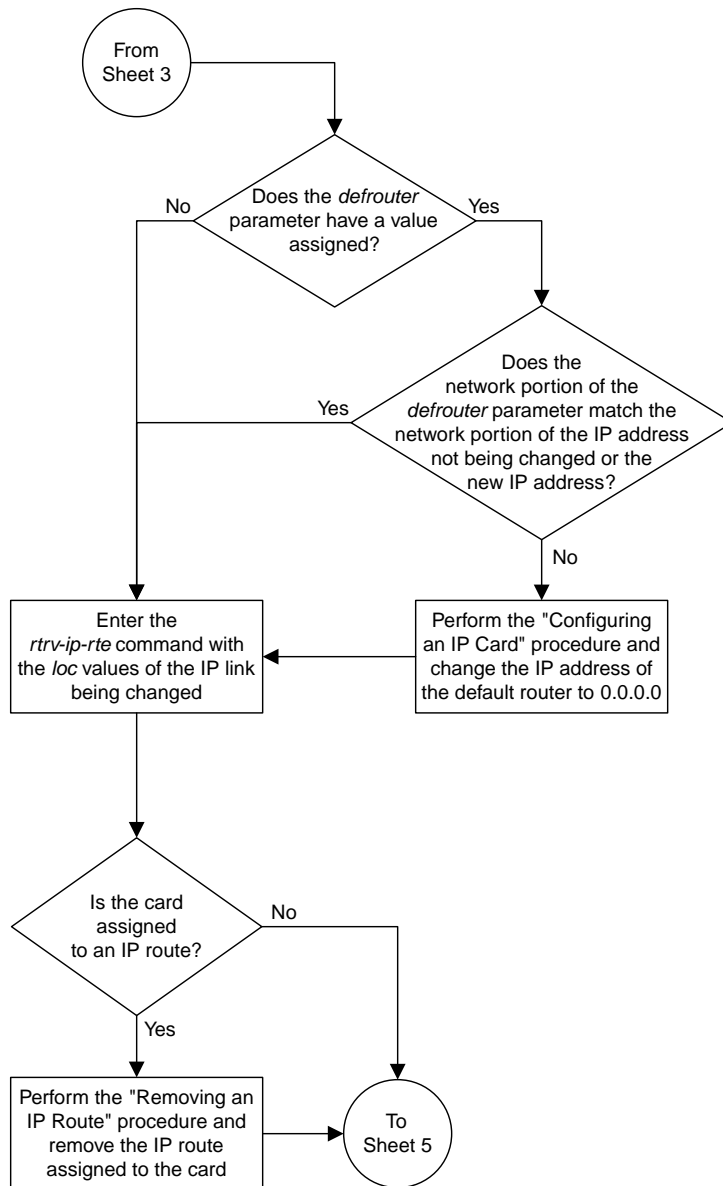 From
Sheet 3
Does the defrouter
parameter have a value
assigned?
No
Yes
Does the
network portion of the
defrouter parameter match the
network portion of the IP address
not being changed or the
new IP address?
Yes
No
Enter the
rtrv-ip-rte command with
the loc values of the IP link
being changed
Perform the "Configuring
an IP Card" procedure and
change the IP address of
the default router to 0.0.0.0
Is the card
assigned
to an IP route?
No
Yes
Perform the "Removing an
IP Route" procedure and
remove the IP route
assigned to the card
To
Sheet 5